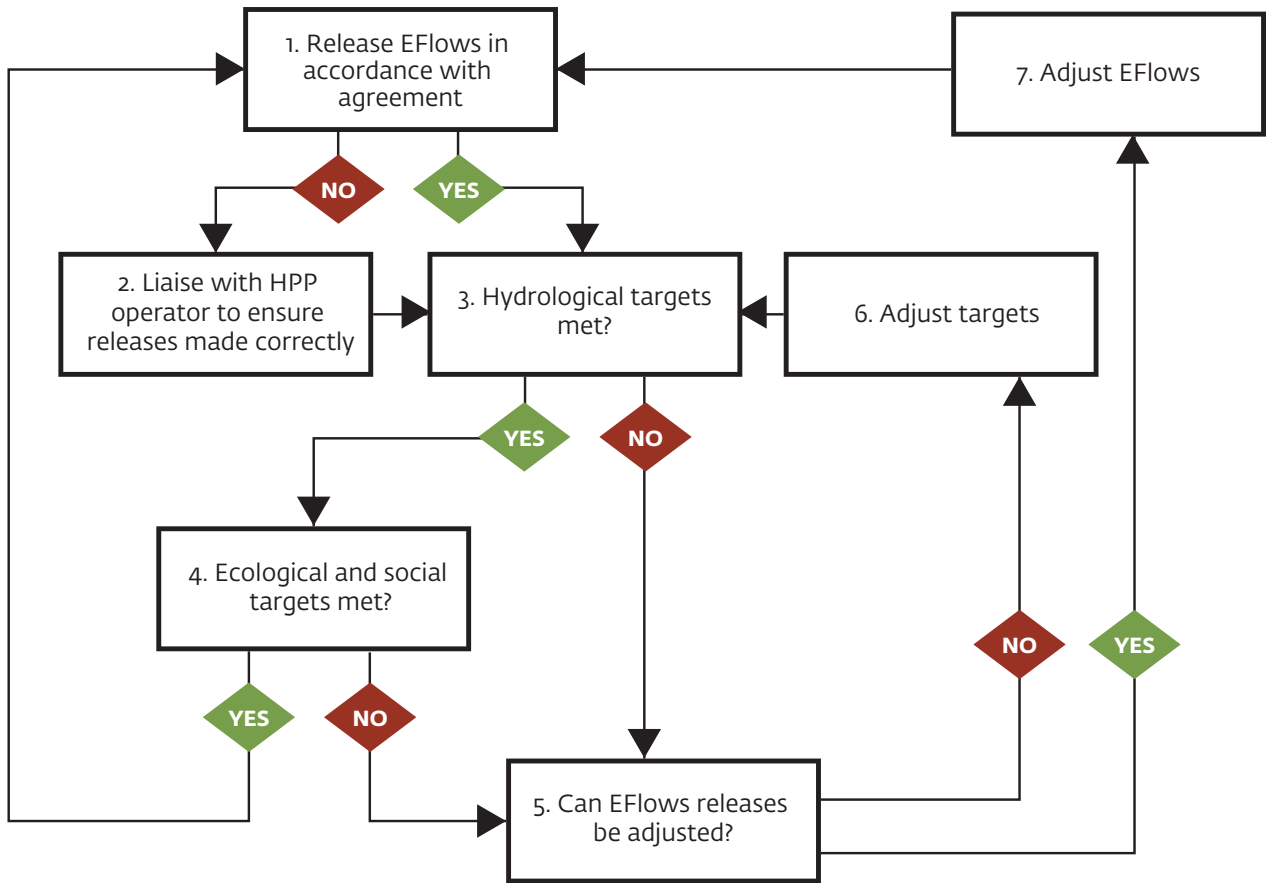 1. Release EFlows in
accordance with
agreement
7. Adjust EFlows
NO
YES
2. Liaise with HPP
operator to ensure
releases made correctly
3. Hydrological targets
met?
6. Adjust targets
YES
NO
4. Ecological and social
targets met?
NO
YES
YES
NO
5. Can EFlows releases
be adjusted?